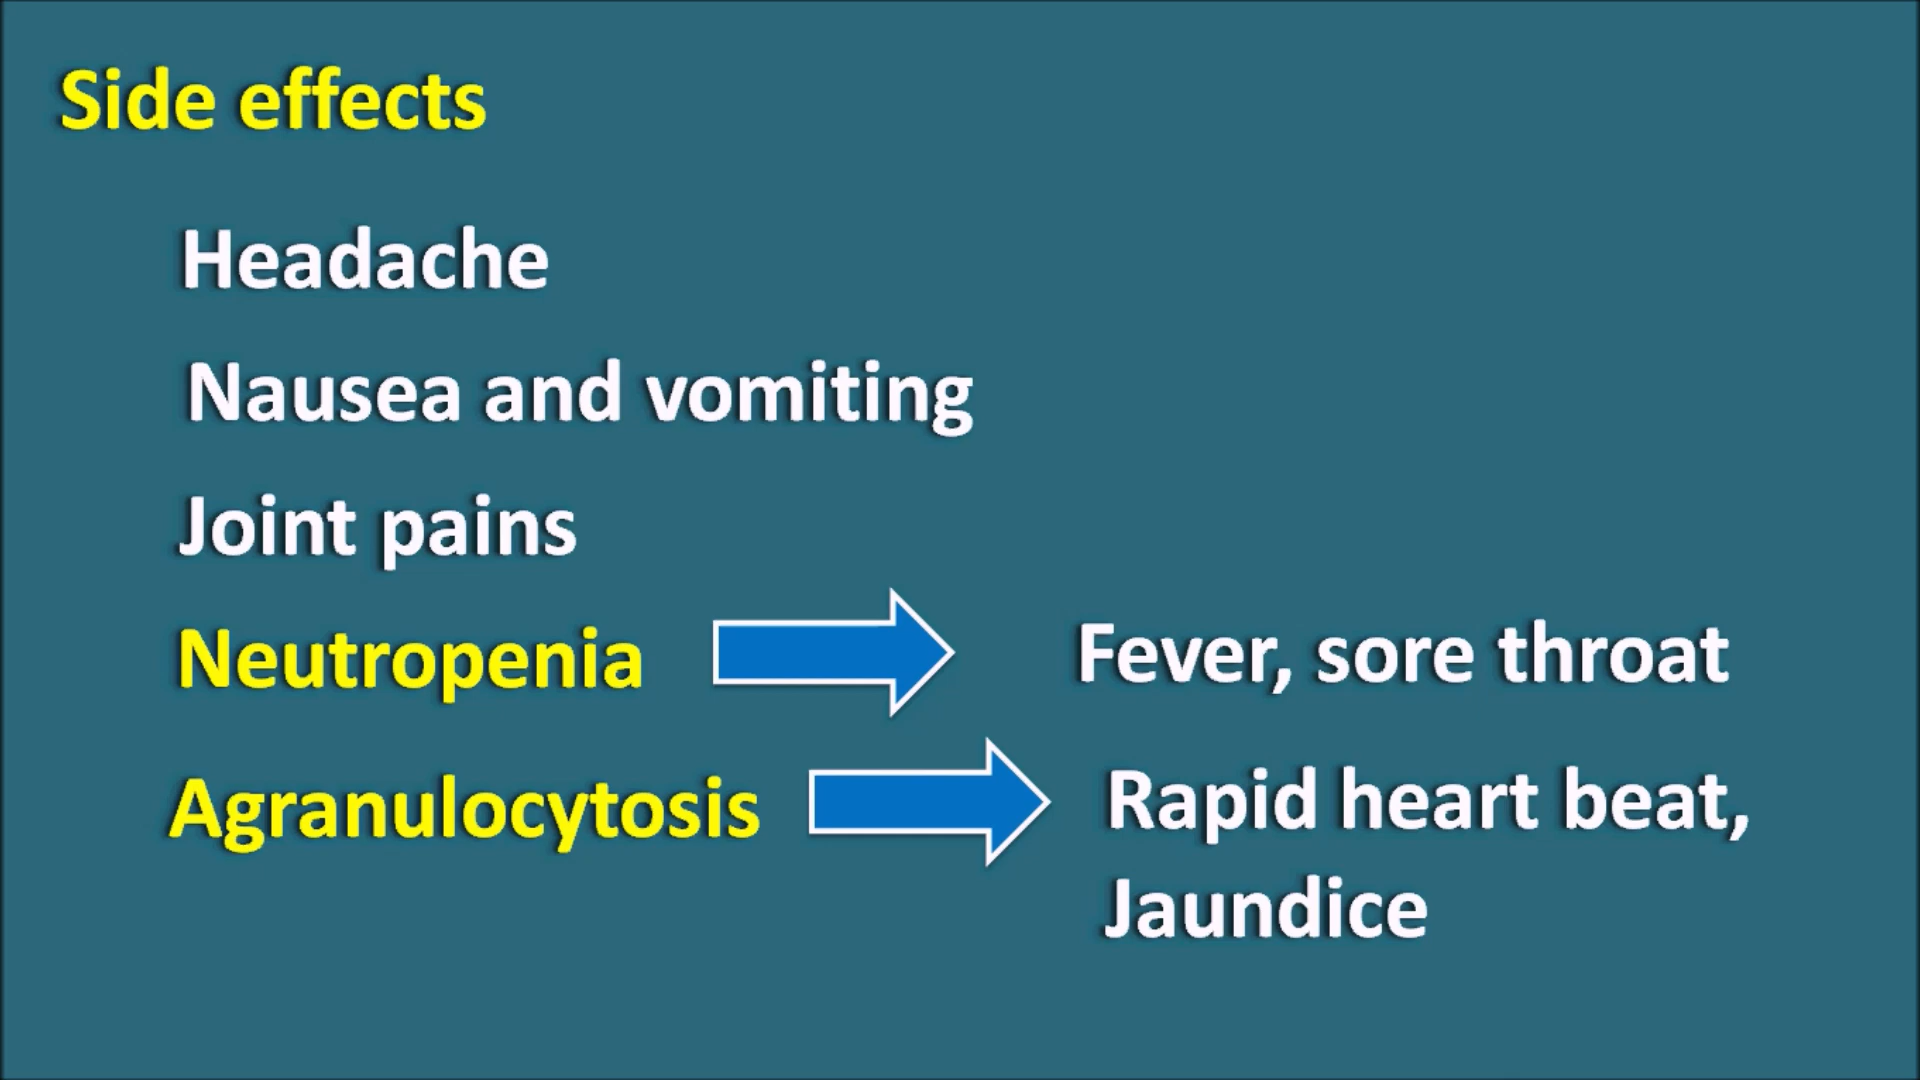 Side effects
Headache
Nausea and vomiting
Joint pains
Neutropenia
Fever, sore throat
Agranulocytosis
Rapid heart beat,
Jaundice